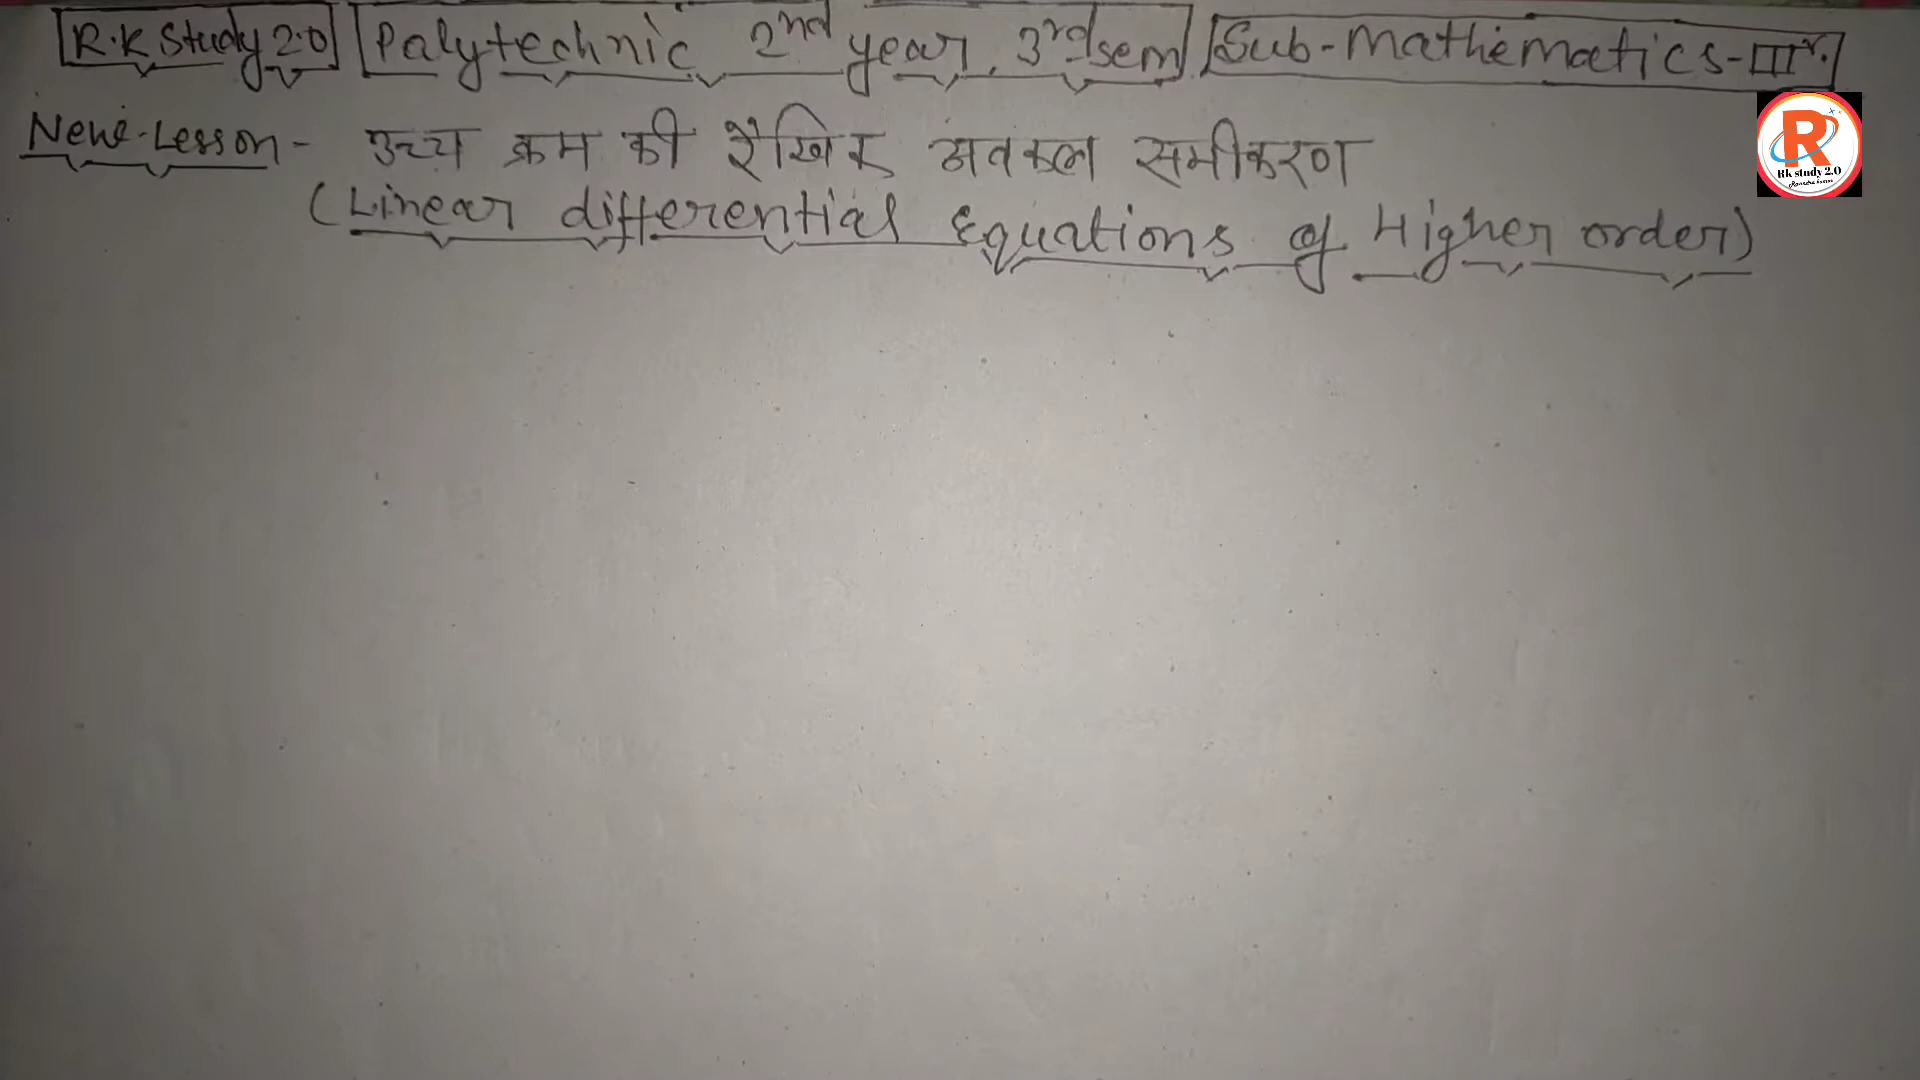 R.K Study 2.0 Polytechnic 2nd year, 3rd sem Sub-Mathematics-III
New-Lesson- उच्च क्रम की रैखिक अवकल समीकरण
(Linear differential Equations of Higher order)
R
Rk study 2.0